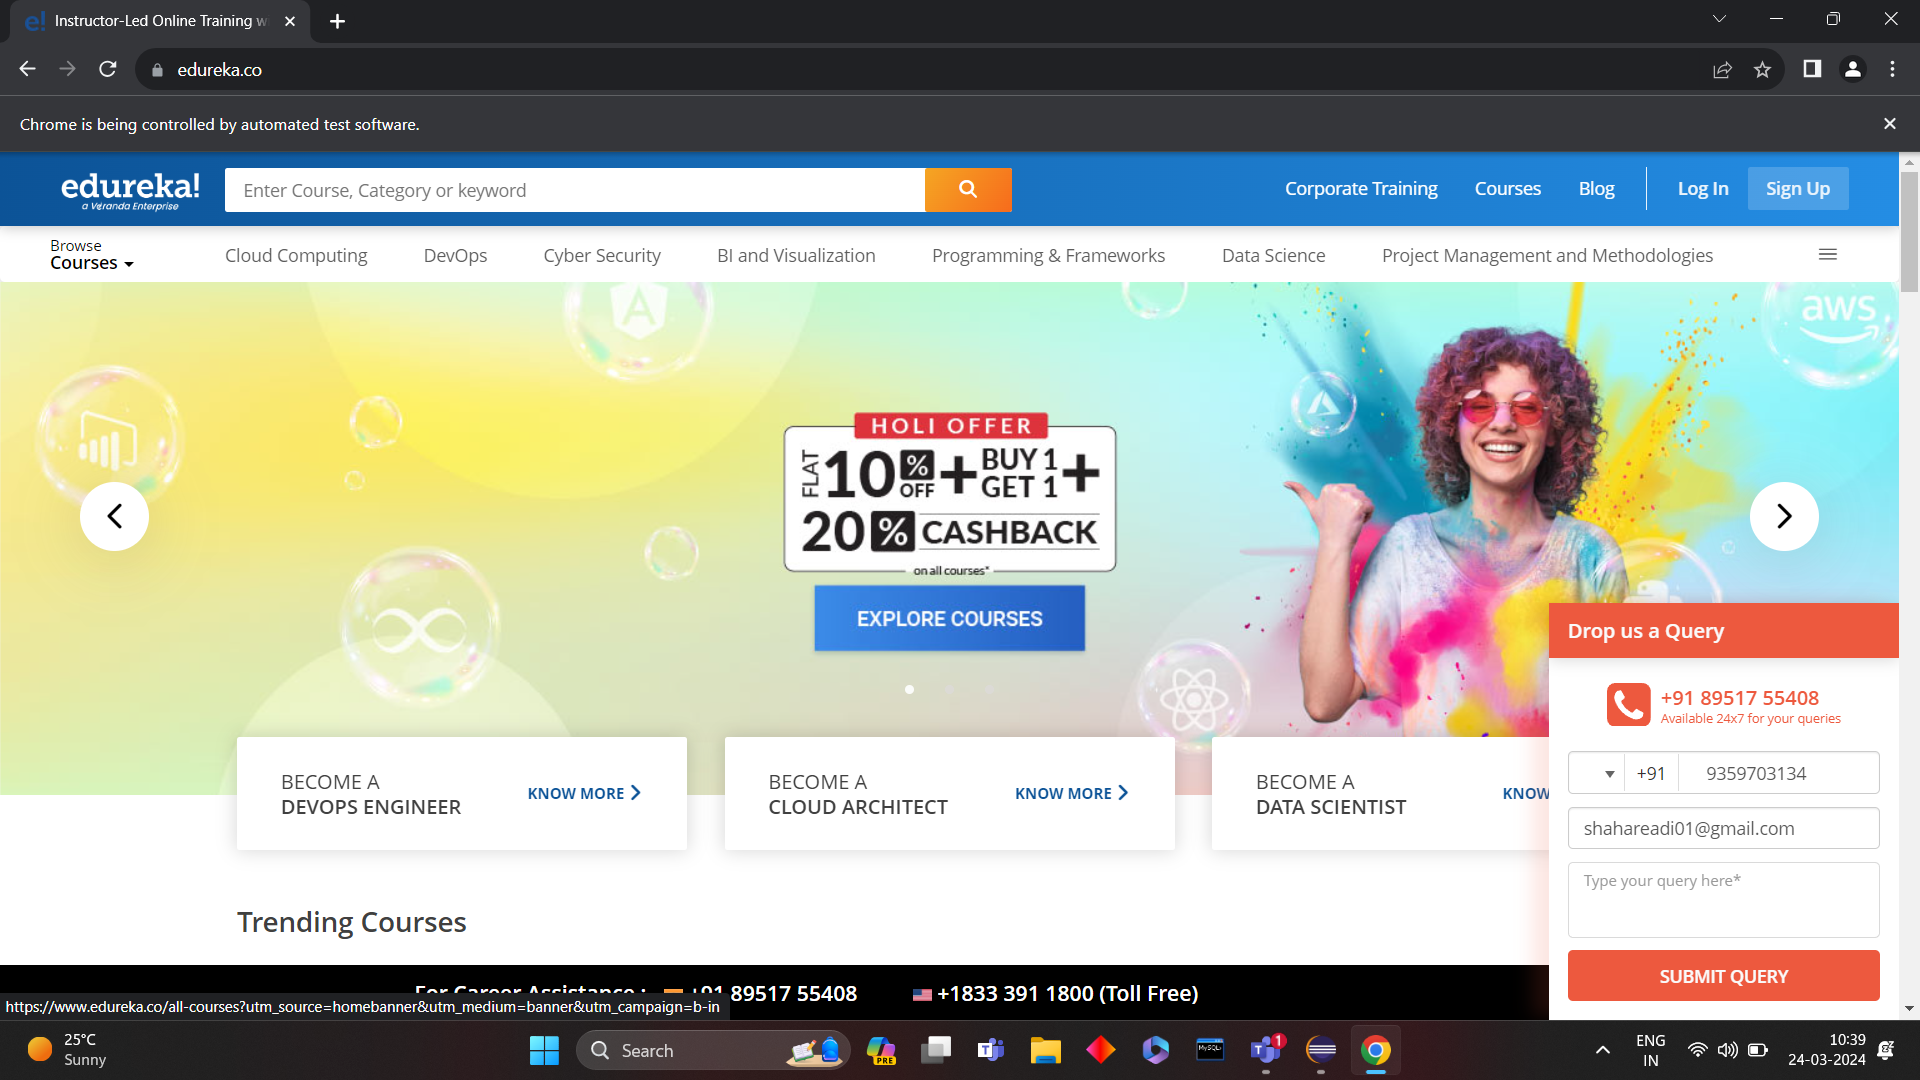 Instructor-Led Online Training w
edureka.co
Chrome is being controlled by automated test software.
edureka!
a Veranda Enterprise
Enter Course, Category or keyword
Corporate Training
Courses
Blog
Log In
Sign Up
Browse
Courses
Cloud Computing
DevOps
Cyber Security
BI and Visualization
Programming & Frameworks
Data Science
Project Management and Methodologies
aws
HOLI OFFER
FLAT 10% OFF + BUY 1 GET 1 +
20% CASHBACK
on all courses*
EXPLORE COURSES
Drop us a Query
+91 89517 55408
Available 24x7 for your queries
+91 9359703134
shahareadi01@gmail.com
Type your query here*
SUBMIT QUERY
BECOME A
DEVOPS ENGINEER
KNOW MORE
BECOME A
CLOUD ARCHITECT
KNOW MORE
BECOME A
DATA SCIENTIST
KNOW
Trending Courses
For Career Assistance : +91 89517 55408
+1833 391 1800 (Toll Free)
https://www.edureka.co/all-courses?utm_source=homebanner&utm_medium=banner&utm_campaign=b-in
25°C
Sunny
Search
PRE
MySQL
1
ENG
IN
10:39
24-03-2024